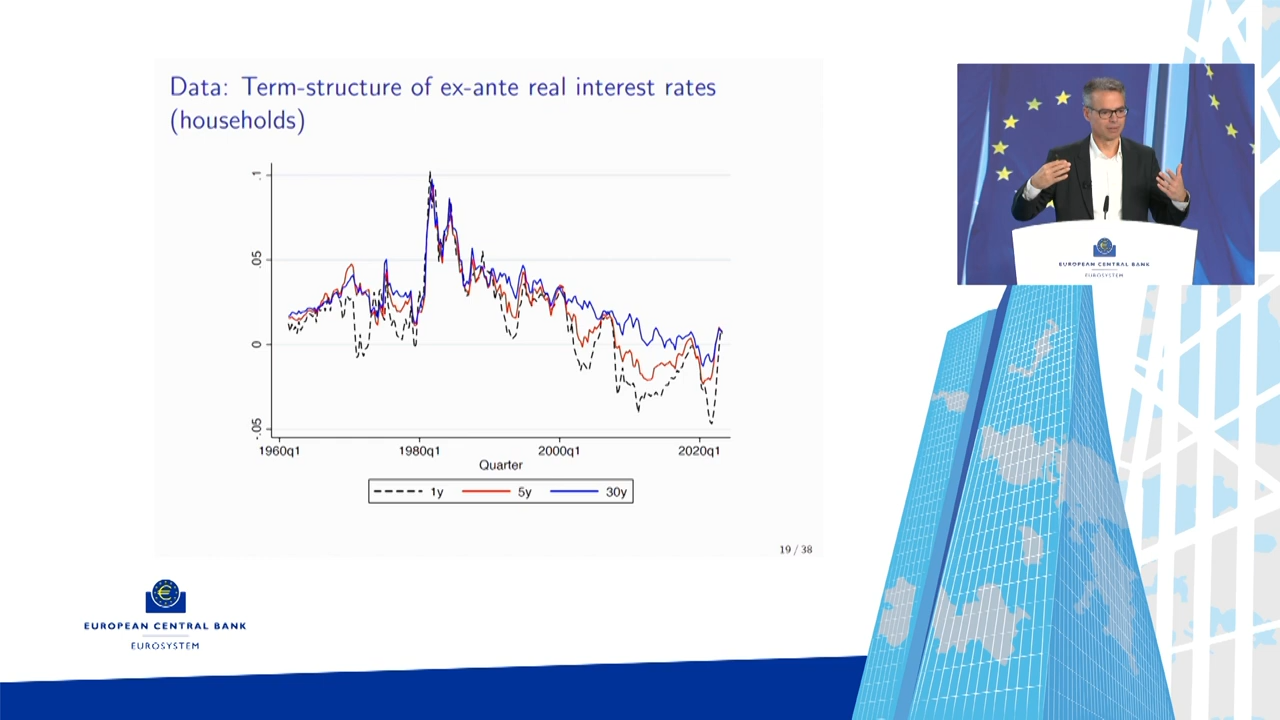 Data: Term-structure of ex-ante real interest rates
(households)
.1
.05
0
-.05
1960q1
1980q1
2000q1
2020q1
Quarter
1y
5y
30y
19 / 38
EUROPEAN CENTRAL BANK
EUROSYSTEM
EUROPEAN CENTRAL BANK
EUROSYSTEM